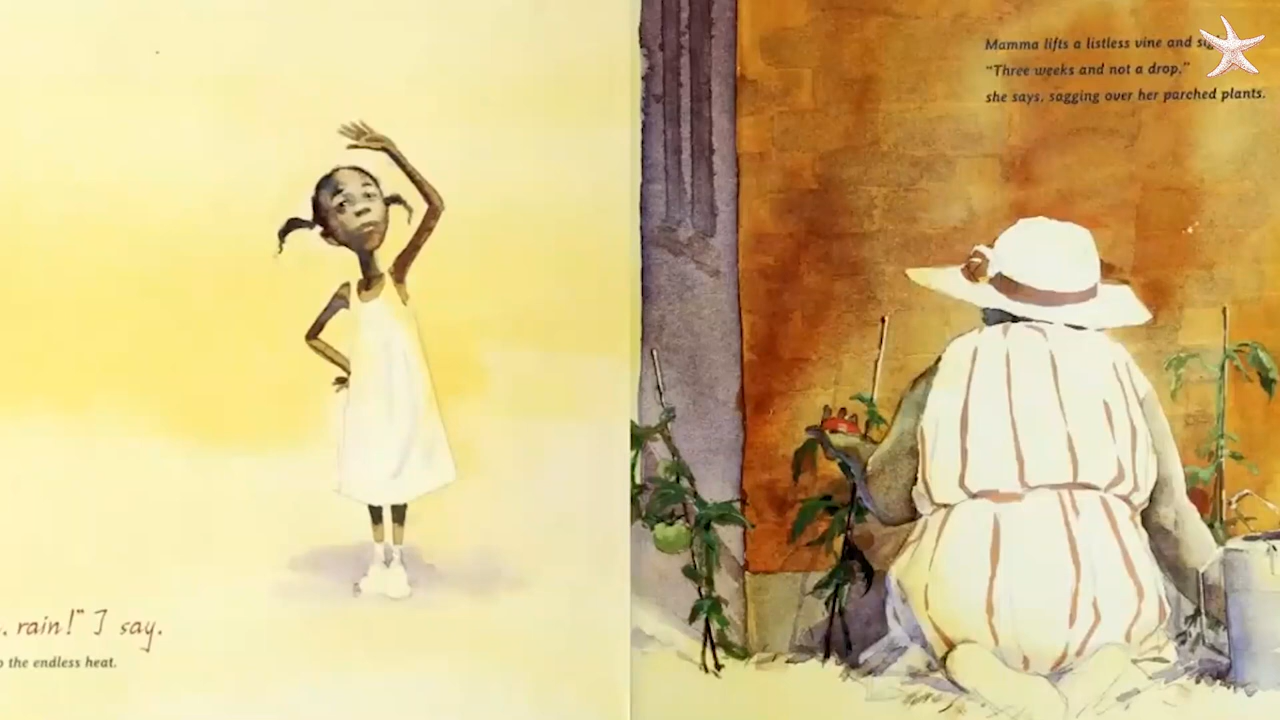 . rain!" I say.
the endless heat.
Mamma lifts a listless vine and
"Three weeks and not a drop,"
she says, sagging over her parched plants.